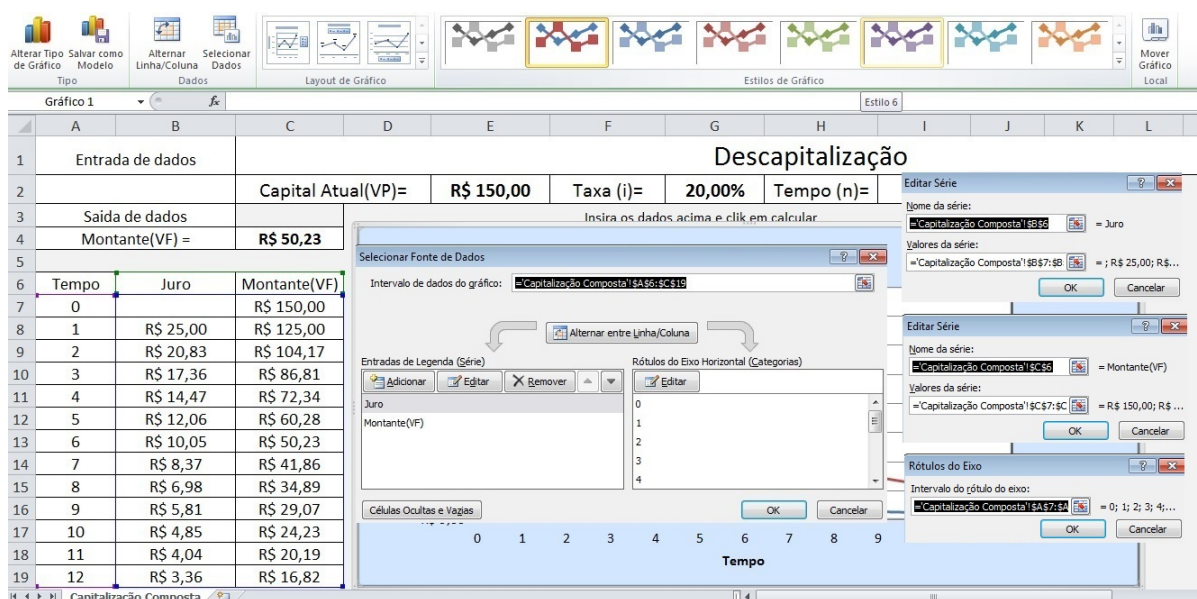 Alterar Tipo de Gráfico
Salvar como Modelo
Alternar Linha/Coluna
Selecionar Dados
Tipo
Dados
Layout de Gráfico
Estilos de Gráfico
Mover Gráfico
Local
Gráfico 1
fx
Estilo 6
A B C D E F G H I J K L
1 Entrada de dados Descapitalização
2 Capital Atual(VP)= R$ 150,00 Taxa (i)= 20,00% Tempo (n)=
3 Saida de dados Insira os dados acima e clik em calcular
4 Montante(VF) = R$ 50,23
5
6 Tempo Juro Montante(VF)
7 0 R$ 150,00
8 1 R$ 25,00 R$ 125,00
9 2 R$ 20,83 R$ 104,17
10 3 R$ 17,36 R$ 86,81
11 4 R$ 14,47 R$ 72,34
12 5 R$ 12,06 R$ 60,28
13 6 R$ 10,05 R$ 50,23
14 7 R$ 8,37 R$ 41,86
15 8 R$ 6,98 R$ 34,89
16 9 R$ 5,81 R$ 29,07
17 10 R$ 4,85 R$ 24,23
18 11 R$ 4,04 R$ 20,19
19 12 R$ 3,36 R$ 16,82
Selecionar Fonte de Dados
Intervalo de dados do gráfico: ='Capitalização Composta'!$A$6:$C$19
Alternar entre Linha/Coluna
Entradas de Legenda (Série)
Adicionar Editar Remover
Juro
Montante(VF)
Rótulos do Eixo Horizontal (Categorias)
Editar
0
1
2
3
4
Células Ocultas e Vazias
OK Cancelar
0 1 2 3 4 5 6 7 8 9
Tempo
Editar Série
Nome da série:
='Capitalização Composta'!$B$6 = Juro
Valores da série:
='Capitalização Composta'!$B$7:$B = ; R$ 25,00; R$...
OK Cancelar
Editar Série
Nome da série:
='Capitalização Composta'!$C$6 = Montante(VF)
Valores da série:
='Capitalização Composta'!$C$7:$C = R$ 150,00; R$ ...
OK Cancelar
Rótulos do Eixo
Intervalo do rótulo do eixo:
='Capitalização Composta'!$A$7:$A = 0; 1; 2; 3; 4;...
OK Cancelar
Capitalização Composta